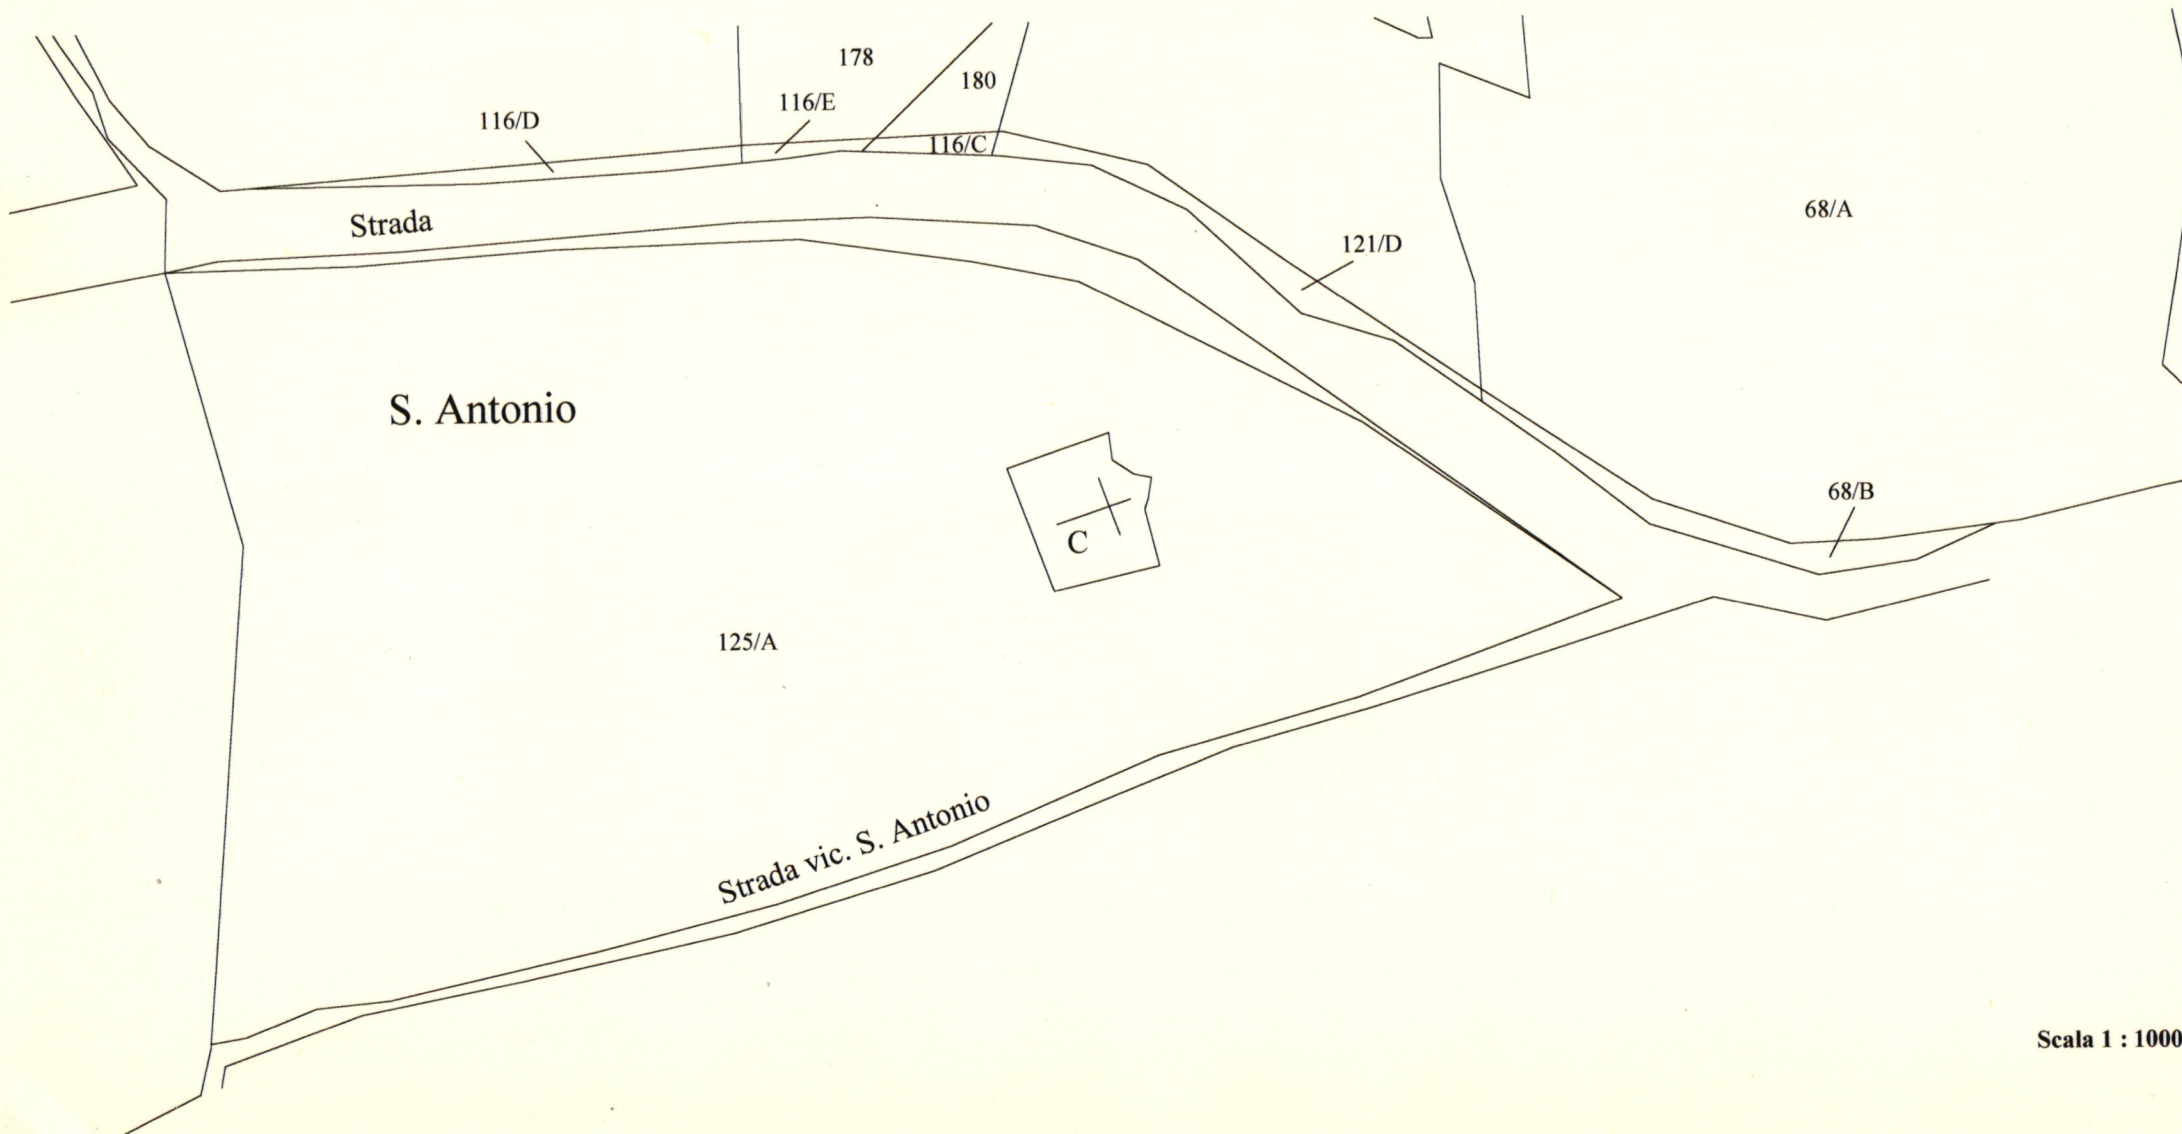 178
180
116/E
116/D
116/C
Strada
68/A
121/D
S. Antonio
68/B
C
125/A
Strada vic. S. Antonio
Scala 1 : 1000